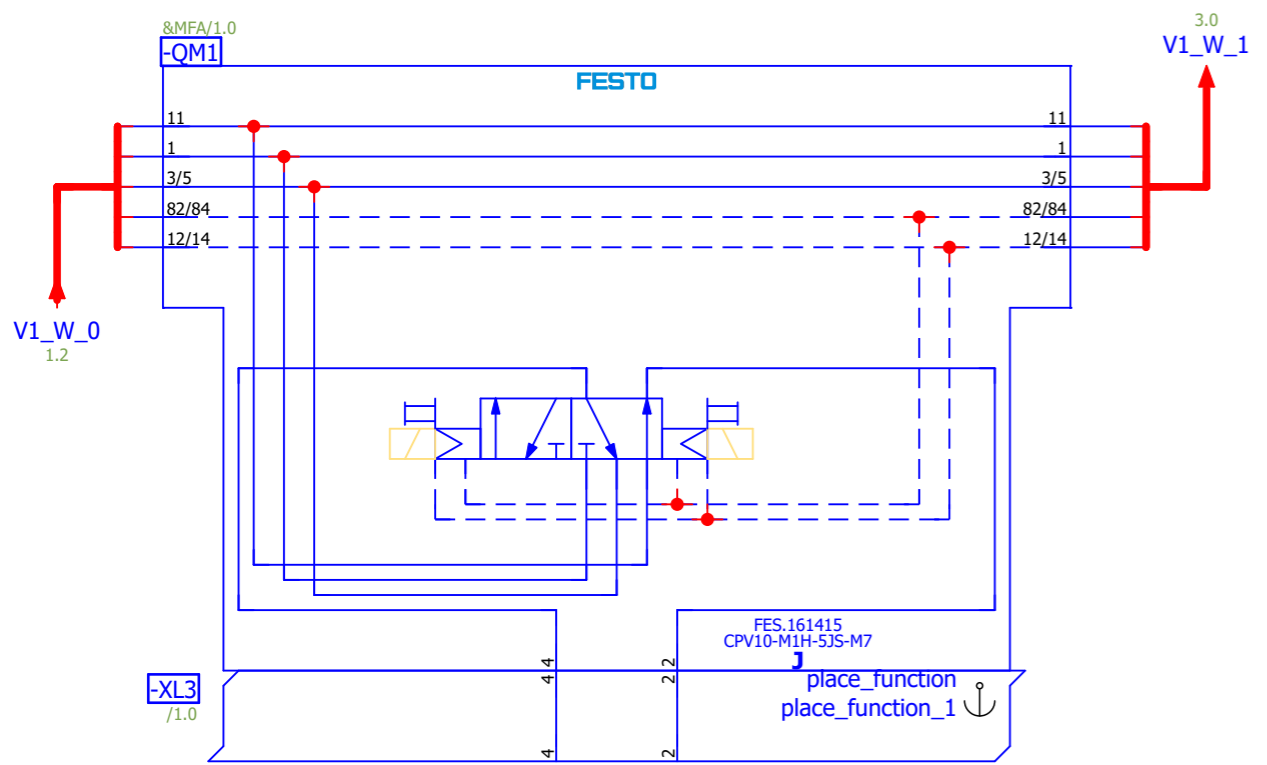 &MFA/1.0
-QM1
3.0
V1_W_1
FESTO
11 11
1 1
3/5 3/5
82/84 82/84
12/14 12/14
V1_W_0
1.2
FES.161415
CPV10-M1H-5JS-M7
J
4 2
4 2
-XL3
/1.0
place_function
place_function_1
4 2